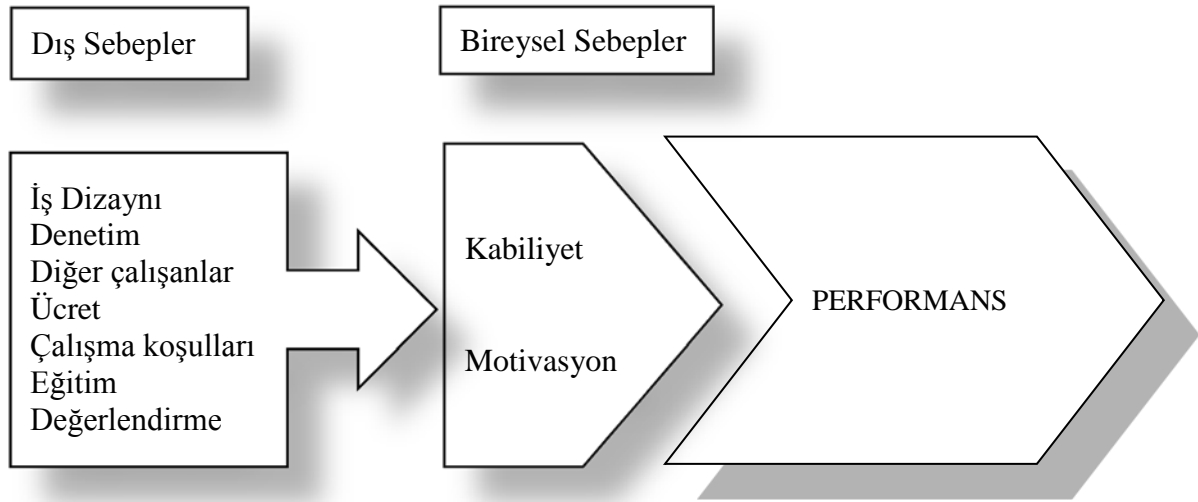 Dış Sebepler
Bireysel Sebepler
İş Dizaynı
Denetim
Diğer çalışanlar
Ücret
Çalışma koşulları
Eğitim
Değerlendirme
Kabiliyet
Motivasyon
PERFORMANS